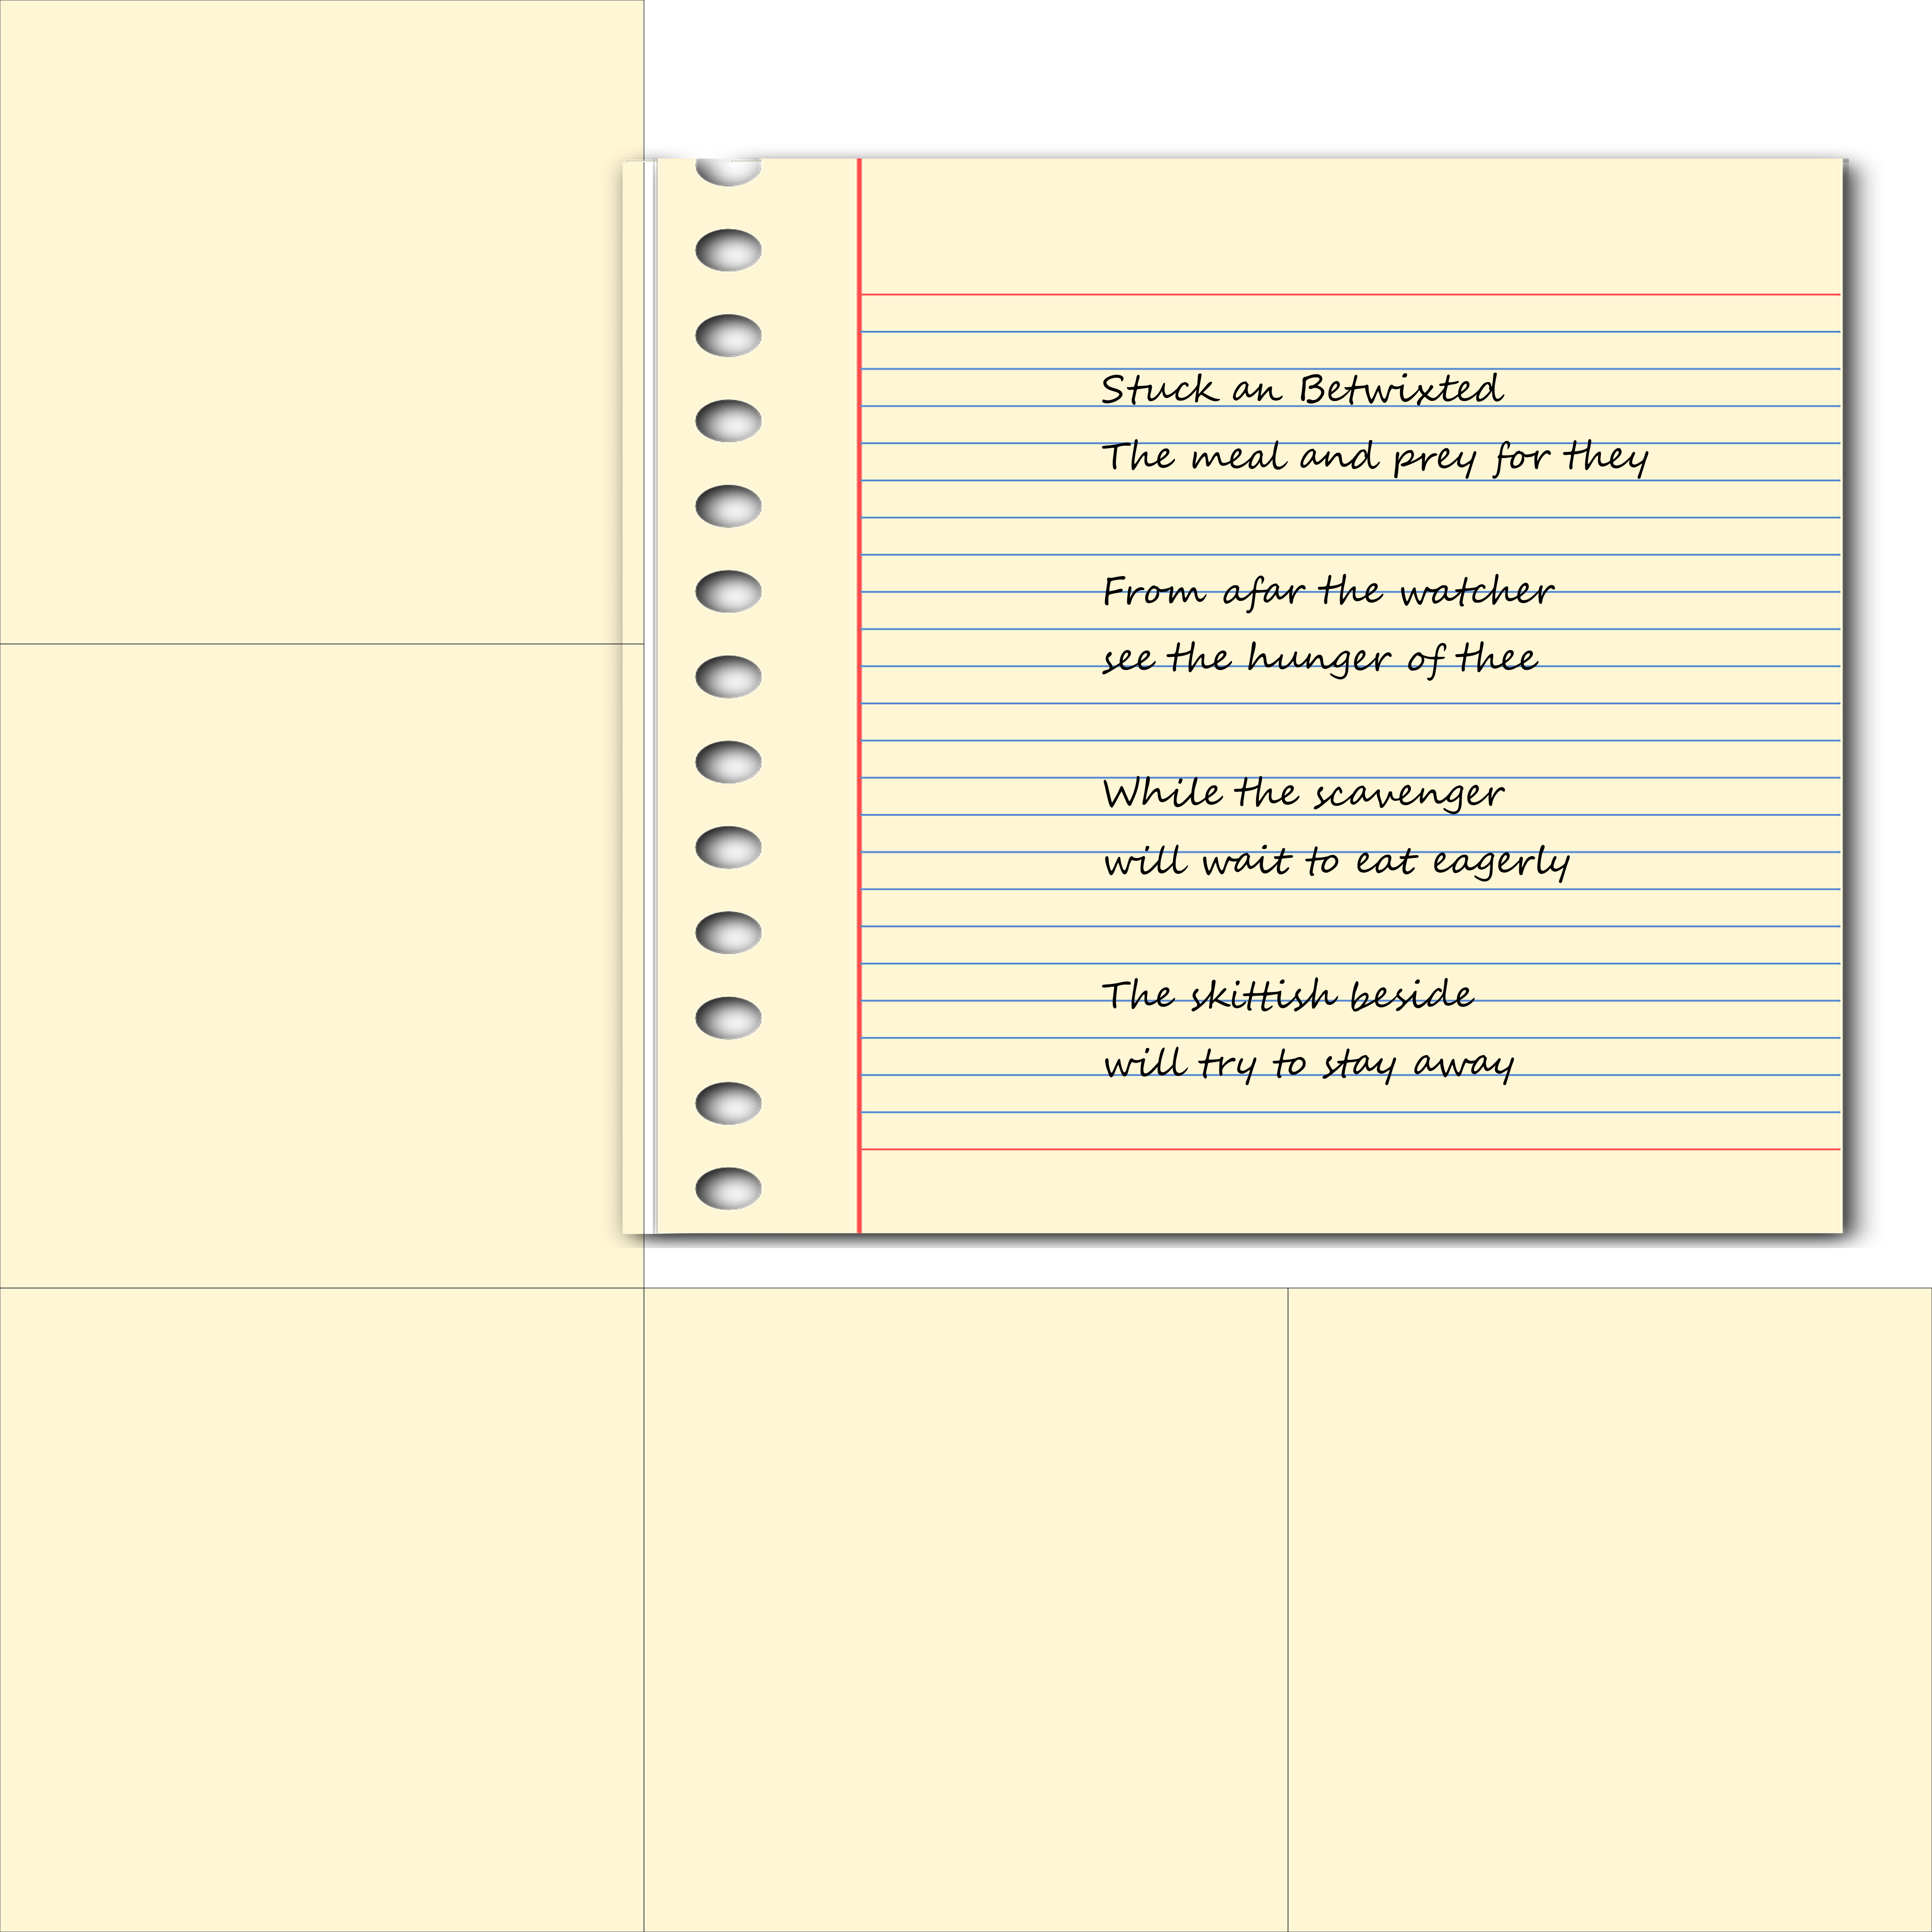 Stuck an Betwixted
The meal and prey for they
From afar the watcher
see the hunger of thee
While the scavenger
will wait to eat eagerly
The skittish beside
will try to stay away